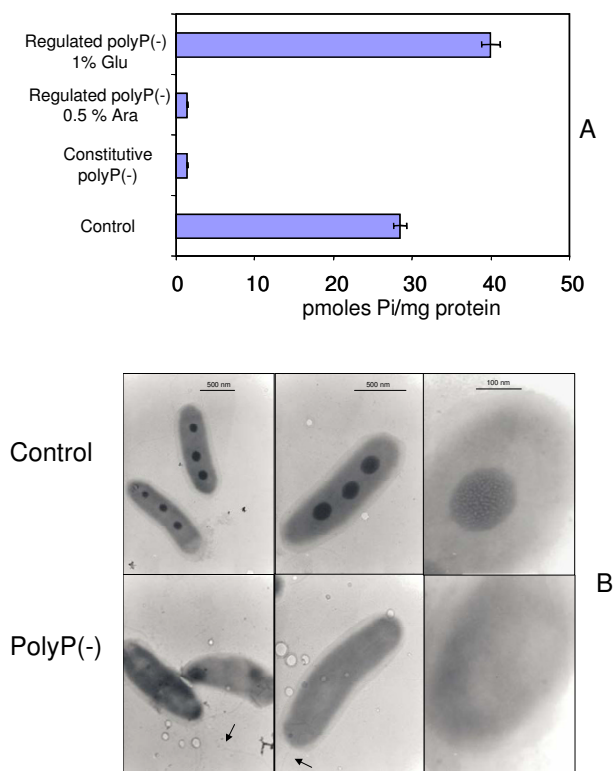 Regulated polyP(-)
1% Glu
Regulated polyP(-)
0.5 % Ara
Constitutive
polyP(-)
Control
A
0 10 20 30 40 50
pmoles Pi/mg protein
500 nm 500 nm 100 nm
Control
B
PolyP(-)